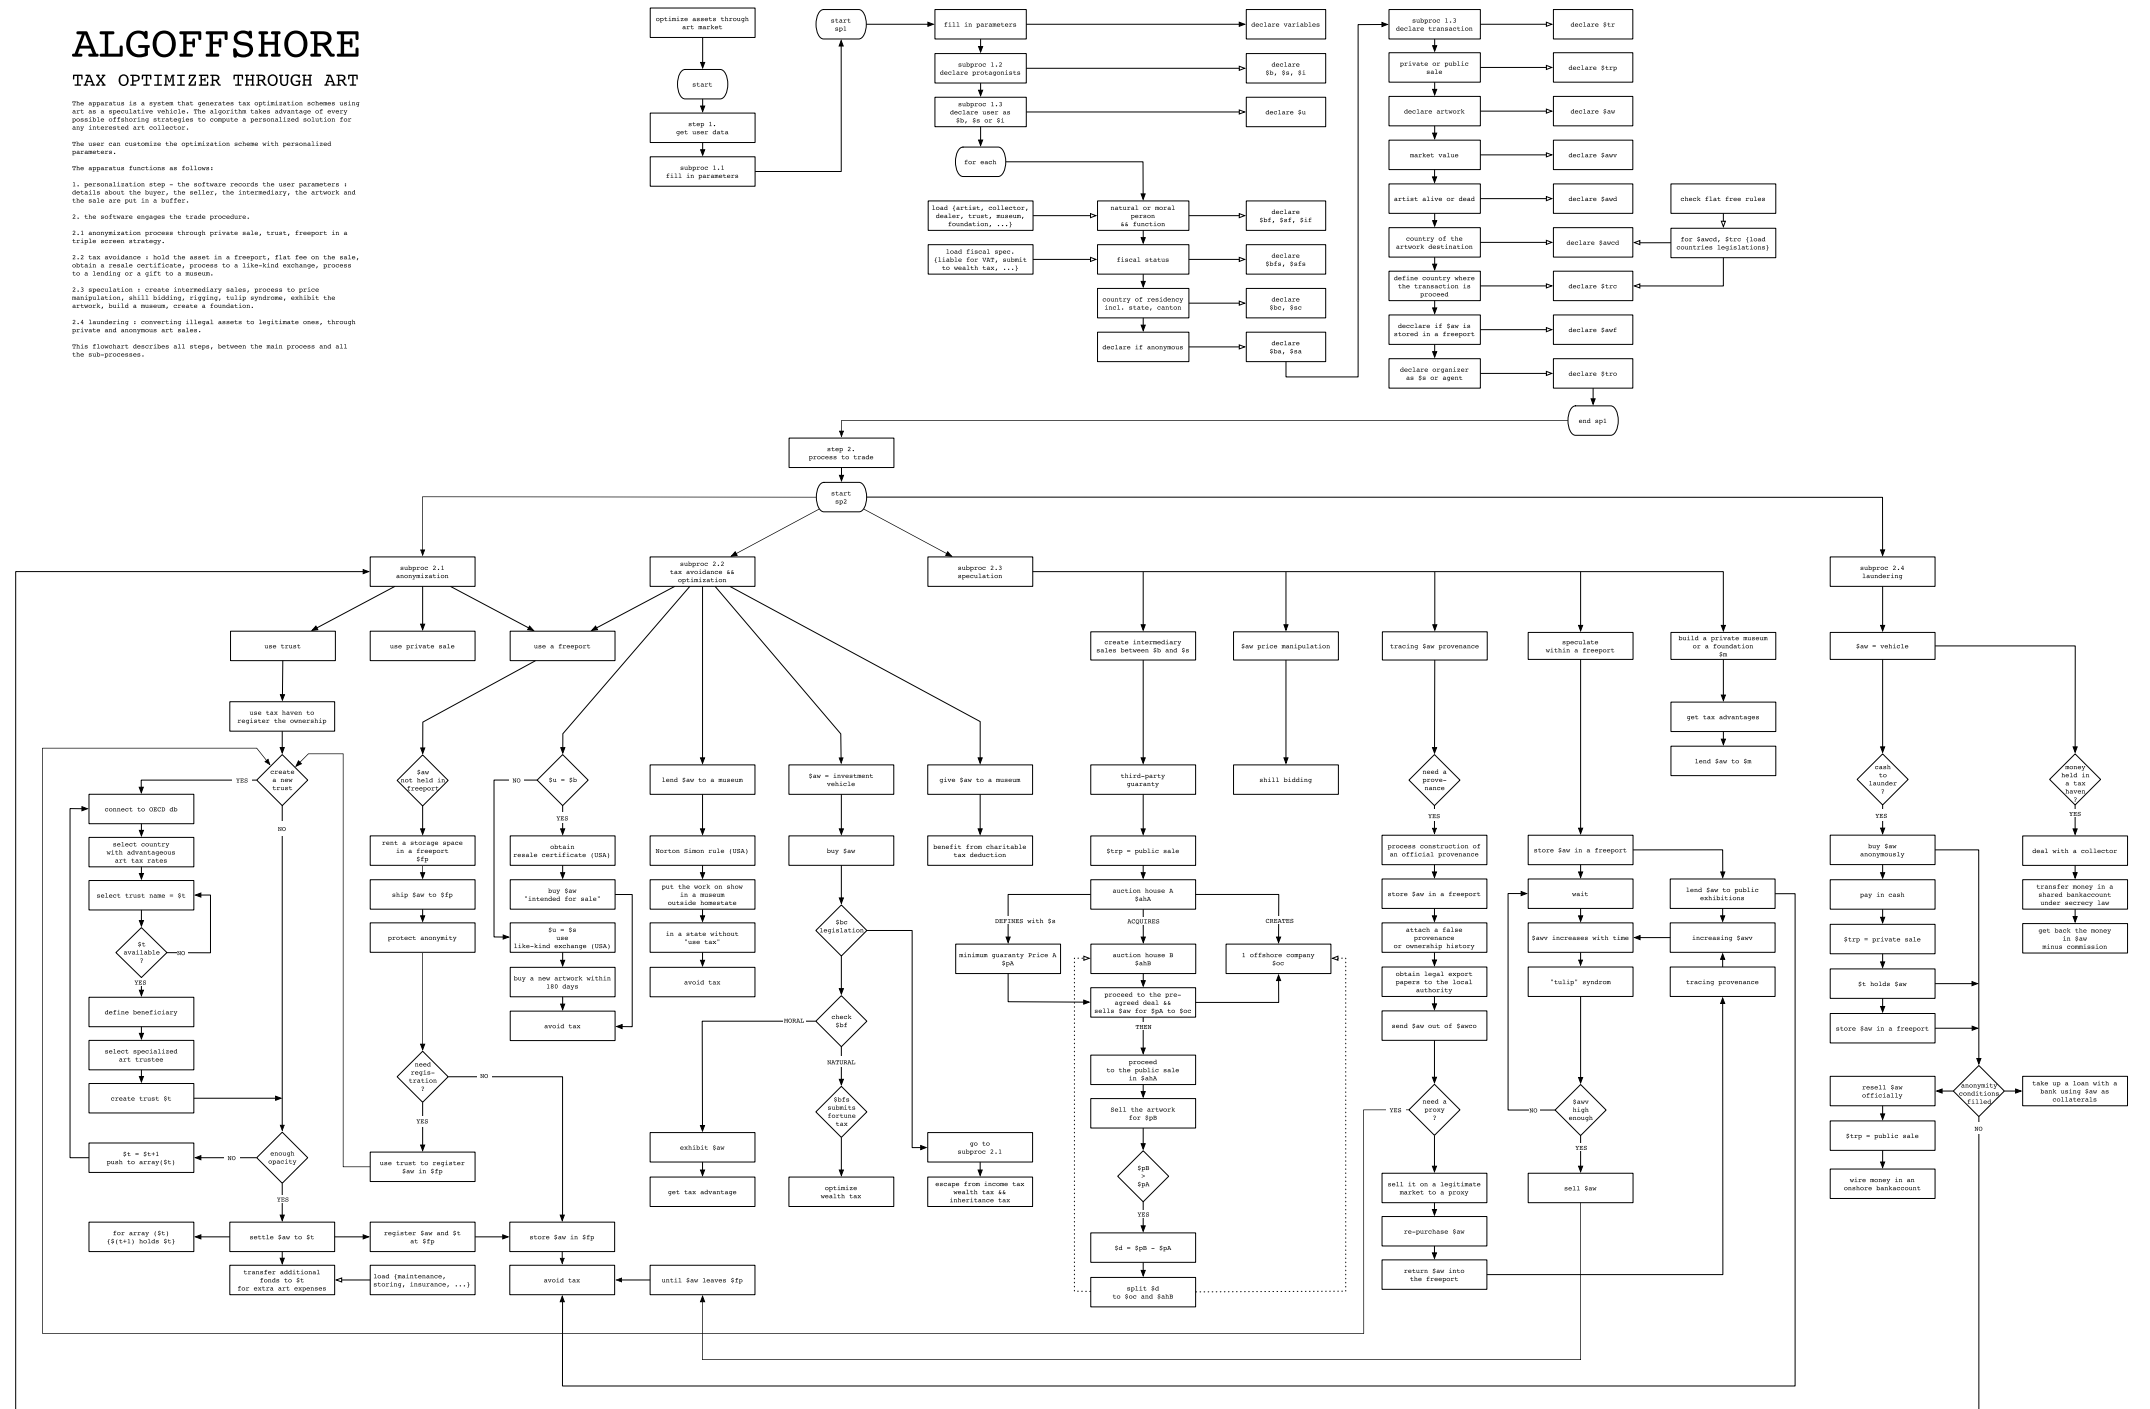 ALGOFFSHORE
TAX OPTIMIZER THROUGH ART
The apparatus is a system that generates tax optimization schemes using
art as a speculative vehicle. The algorithm takes advantage of every
possible offshoring strategies to compute a personalized solution for
any interested art collector.
The user can customize the optimization scheme with personalized
parameters.
The apparatus functions as follows:
1. personalization step - the software records the user parameters :
details about the buyer, the seller, the intermediary, the artwork and
the sale are put in a buffer.
2. the software engages the trade procedure.
2.1 anonymization process through private sale, trust, freeport in a
triple screen strategy.
2.2 tax avoidance : hold the asset in a freeport, flat fee on the sale,
obtain a resale certificate, process to a like-kind exchange, process
to a lending or a gift to a museum.
2.3 speculation : create intermediary sales, process to price
manipulation, shill bidding, rigging, tulip syndrome, exhibit the
artwork, build a museum, create a foundation.
2.4 laundering : converting illegal assets to legitimate ones, through
private and anonymous art sales.
This flowchart describes all steps, between the main process and all
the sub-processes.
optimize assets through
art market
start
step 1.
get user data
subproc 1.1
fill in parameters
start
sp1
fill in parameters
declare variables
subproc 1.2
declare protagonists
declare
$b, $s, $i
subproc 1.3
declare user as
$b, $s or $i
declare $u
for each
load {artist, collector,
dealer, trust, museum,
foundation, ...}
natural or moral
person
&& function
declare
$bf, $sf, $if
load fiscal spec.
{liable for VAT, submit
to wealth tax, ...}
fiscal status
declare
$bfs, $sfs
country of residency
incl. state, canton
declare
$bc, $sc
declare if anonymous
declare
$ba, $sa
subproc 1.3
declare transaction
declare $tr
private or public
sale
declare $trp
declare artwork
declare $aw
market value
declare $awv
artist alive or dead
declare $awd
check flat free rules
country of the
artwork destination
declare $awcd
for $awcd, $trc {load
countries legislations}
define country where
the transaction is
proceed
declare $trc
decclare if $aw is
stored in a freeport
declare $awf
declare organizer
as $s or agent
declare $tro
end sp1
step 2.
process to trade
start
sp2
subproc 2.1
anonymization
subproc 2.2
tax avoidance &&
optimization
subproc 2.3
speculation
subproc 2.4
laundering
use trust
use private sale
use a freeport
use tax haven to
register the ownership
create
a new
trust
YES
NO
connect to OECD db
select country
with advantageous
art tax rates
select trust name = $t
$t
available
?
NO
YES
define beneficiary
select specialized
art trustee
create trust $t
enough
opacity
NO
$t = $t+1
push to array($t)
YES
for array ($t)
{$(t+1) holds $t}
settle $aw to $t
register $aw and $t
at $fp
store $aw in $fp
transfer additional
fonds to $t
for extra art expenses
load {maintenance,
storing, insurance, ...}
avoid tax
until $aw leaves $fp
$aw
not held in
freeport
rent a storage space
in a freeport
$fp
ship $aw to $fp
protect anonymity
need
regis-
tration
?
NO
YES
use trust to register
$aw in $fp
$u = $b
NO
YES
obtain
resale certificate (USA)
buy $aw
"intended for sale"
$u = $s
use
like-kind exchange (USA)
buy a new artwork within
180 days
avoid tax
lend $aw to a museum
Norton Simon rule (USA)
put the work on show
in a museum
outside homestate
in a state without
"use tax"
avoid tax
$aw = investment
vehicle
buy $aw
$bc
legislation
check
$bf
MORAL
NATURAL
exhibit $aw
get tax advantage
$bfs
submits
fortune
tax
optimize
wealth tax
give $aw to a museum
benefit from charitable
tax deduction
go to
subproc 2.1
escape from income tax
wealth tax &&
inheritance tax
create intermediary
sales between $b and $s
third-party
guaranty
$trp = public sale
auction house A
$ahA
DEFINES with $s
ACQUIRES
CREATES
minimum guaranty Price A
$pA
auction house B
$ahB
1 offshore company
$oc
proceed to the pre-
agreed deal &&
sells $aw for $pA to $oc
THEN
proceed
to the public sale
in $ahA
Sell the artwork
for $pB
$pB
>
$pA
YES
$d = $pB - $pA
split $d
to $oc and $ahB
$aw price manipulation
shill bidding
tracing $aw provenance
need a
prove-
nance
YES
process construction of
an official provenance
store $aw in a freeport
attach a false
provenance
or ownership history
obtain legal export
papers to the local
authority
send $aw out of $awco
need a
proxy
?
YES
sell it on a legitimate
market to a proxy
re-purchase $aw
return $aw into
the freeport
speculate
within a freeport
store $aw in a freeport
wait
$awv increases with time
"tulip" syndrom
$awv
high
enough
NO
YES
sell $aw
lend $aw to public
exhibitions
increasing $awv
tracing provenance
build a private museum
or a foundation
$m
get tax advantages
lend $aw to $m
$aw = vehicle
cash
to
launder
?
YES
buy $aw
anonymously
pay in cash
$trp = private sale
$t holds $aw
store $aw in a freeport
anonymity
conditions
filled
NO
resell $aw
officially
$trp = public sale
wire money in an
onshore bankaccount
take up a loan with a
bank using $aw as
collaterals
money
held in
a tax
haven
?
YES
deal with a collector
transfer money in a
shared bankaccount
under secrecy law
get back the money
in $aw
minus commission